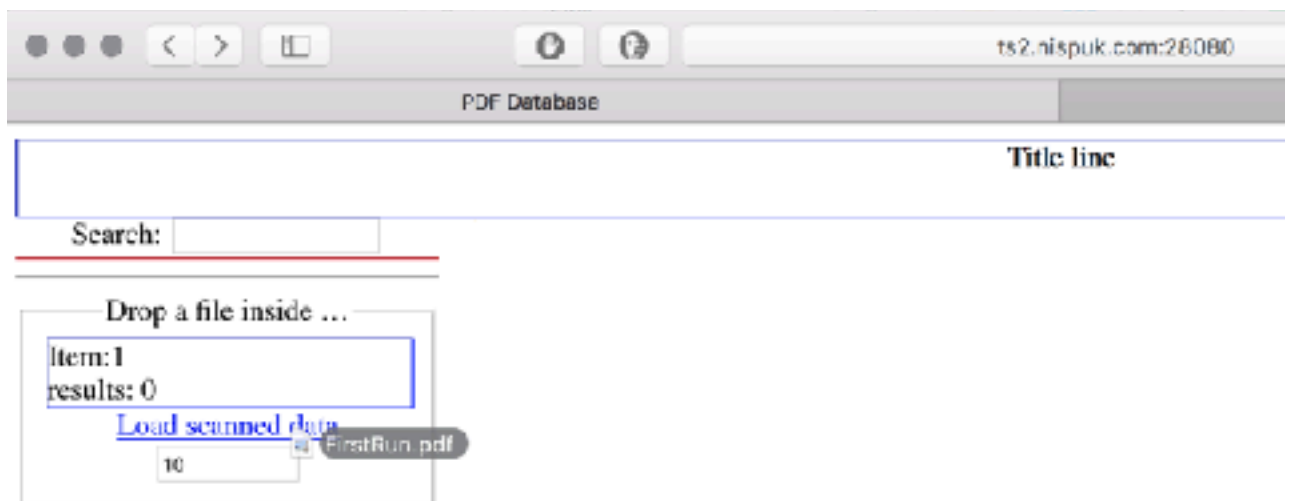 ts2.nispuk.com:28080
PDF Database
Title line
Search:
Drop a file inside ...
Item:1
results: 0
Load scanned data
FirstRun.pdf
10